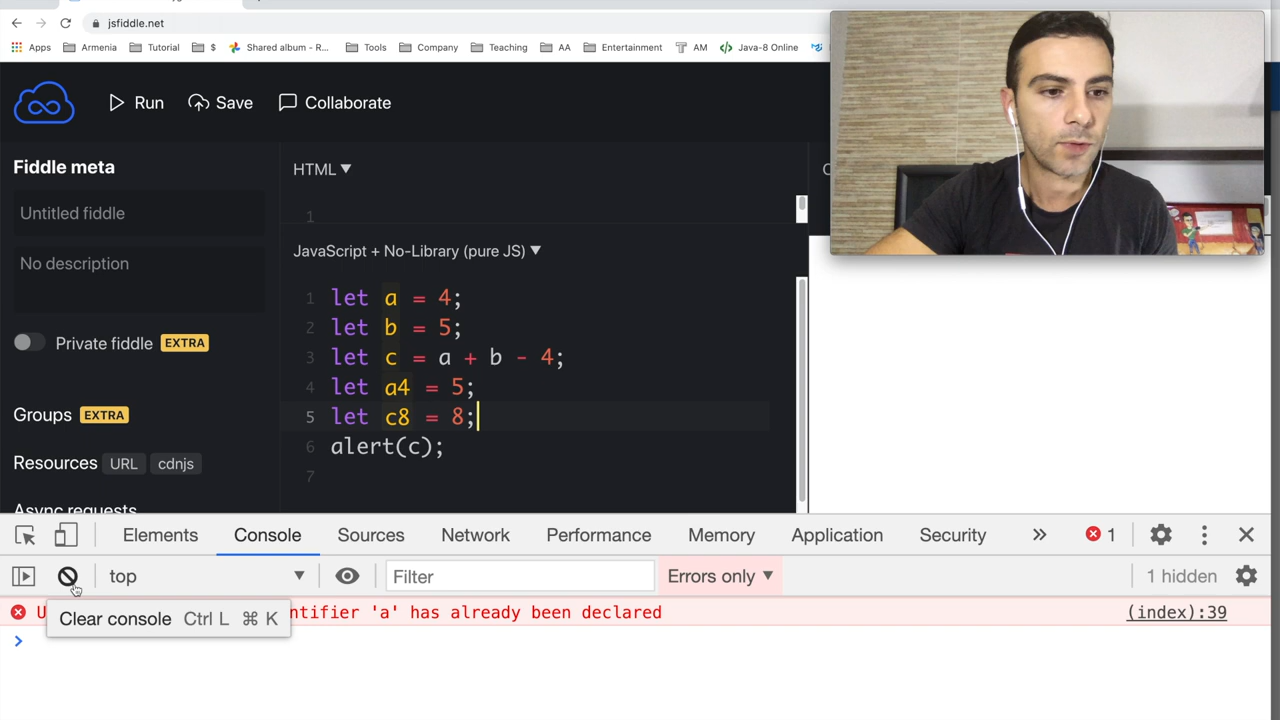 jsfiddle.net
Apps Armenia Tutorial $ Shared album - R... Tools Company Teaching AA Entertainment AM Java-8 Online
Run Save Collaborate
Fiddle meta
Untitled fiddle
No description
Private fiddle EXTRA
Groups EXTRA
Resources URL cdnjs
Async requests
HTML ▼
1
JavaScript + No-Library (pure JS) ▼
1 let a = 4;
2 let b = 5;
3 let c = a + b - 4;
4 let a4 = 5;
5 let c8 = 8;
6 alert(c);
7
Elements Console Sources Network Performance Memory Application Security » 1
top ▼ Filter Errors only ▼ 1 hidden
'a' has already been declared (index):39
Clear console Ctrl L ⌘ K